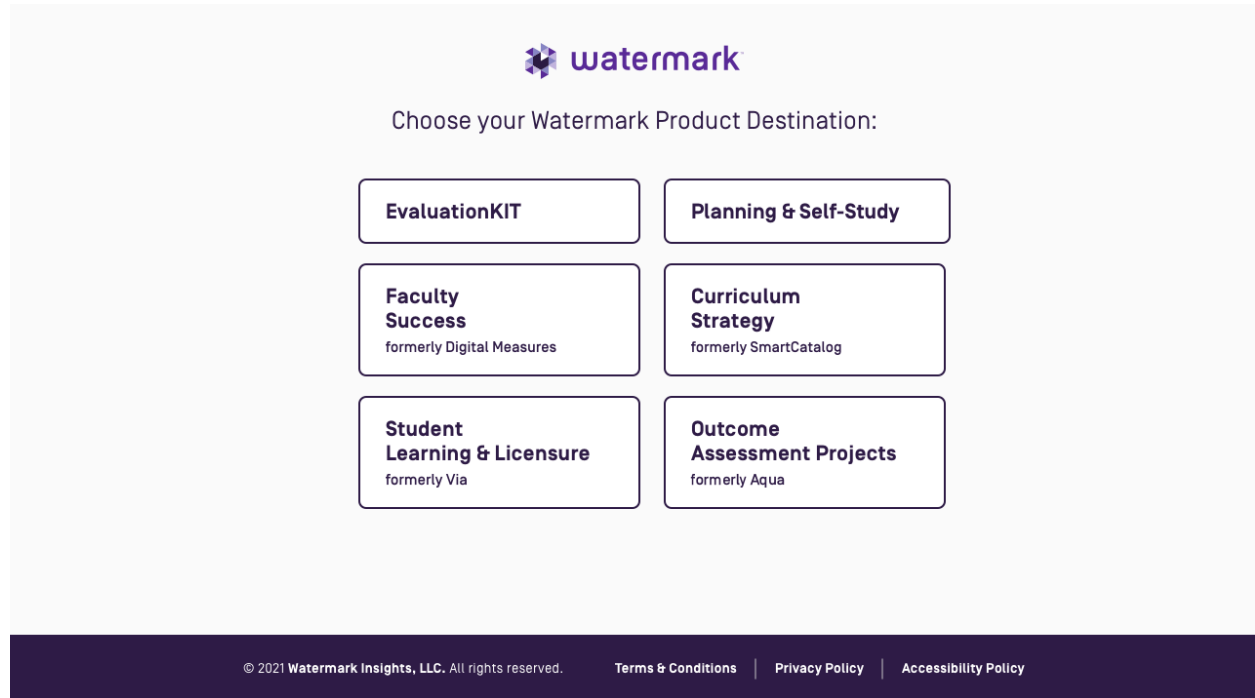 watermark
Choose your Watermark Product Destination:
EvaluationKIT
Planning & Self-Study
Faculty
Success
formerly Digital Measures
Curriculum
Strategy
formerly SmartCatalog
Student
Learning & Licensure
formerly Via
Outcome
Assessment Projects
formerly Aqua
© 2021 Watermark Insights, LLC. All rights reserved. Terms & Conditions | Privacy Policy | Accessibility Policy